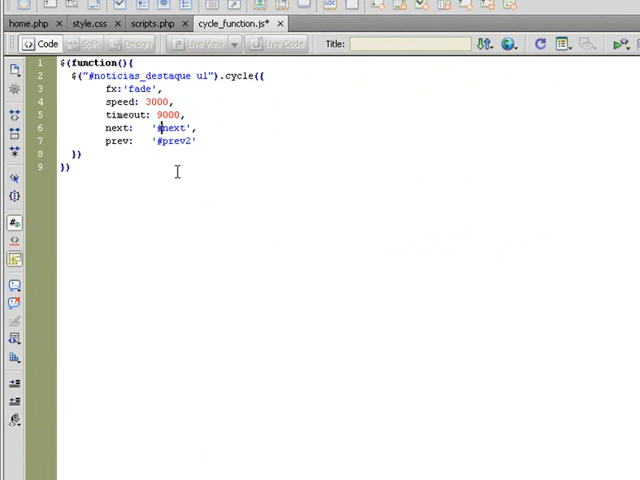 home.php × style.css × scripts.php × cycle_function.js* ×
Code Split Design Live View Live Code Title:
1 $(function(){
2 $("#noticias_destaque ul").cycle({
3 fx:'fade',
4 speed: 3000,
5 timeout: 9000,
6 next: '#next',
7 prev: '#prev2'
8 })
9 })